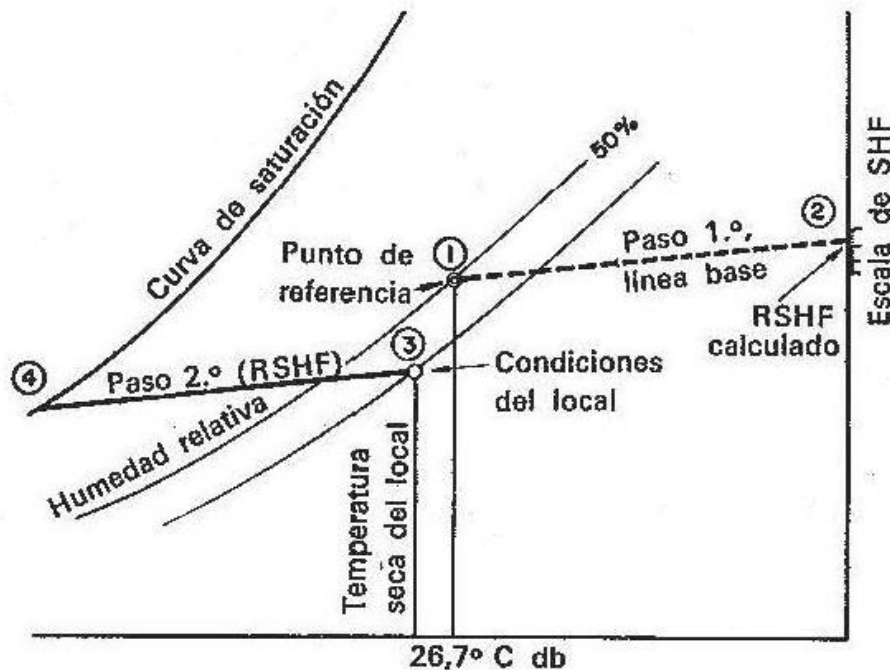 Curva de saturación
50%
②
Escala de SHF
①
Punto de
referencia
Paso 1.º,
línea base
RSHF
calculado
④
Paso 2.º (RSHF)
③
Condiciones
del local
Humedad relativa
Temperatura
seca del local
26,7º C db